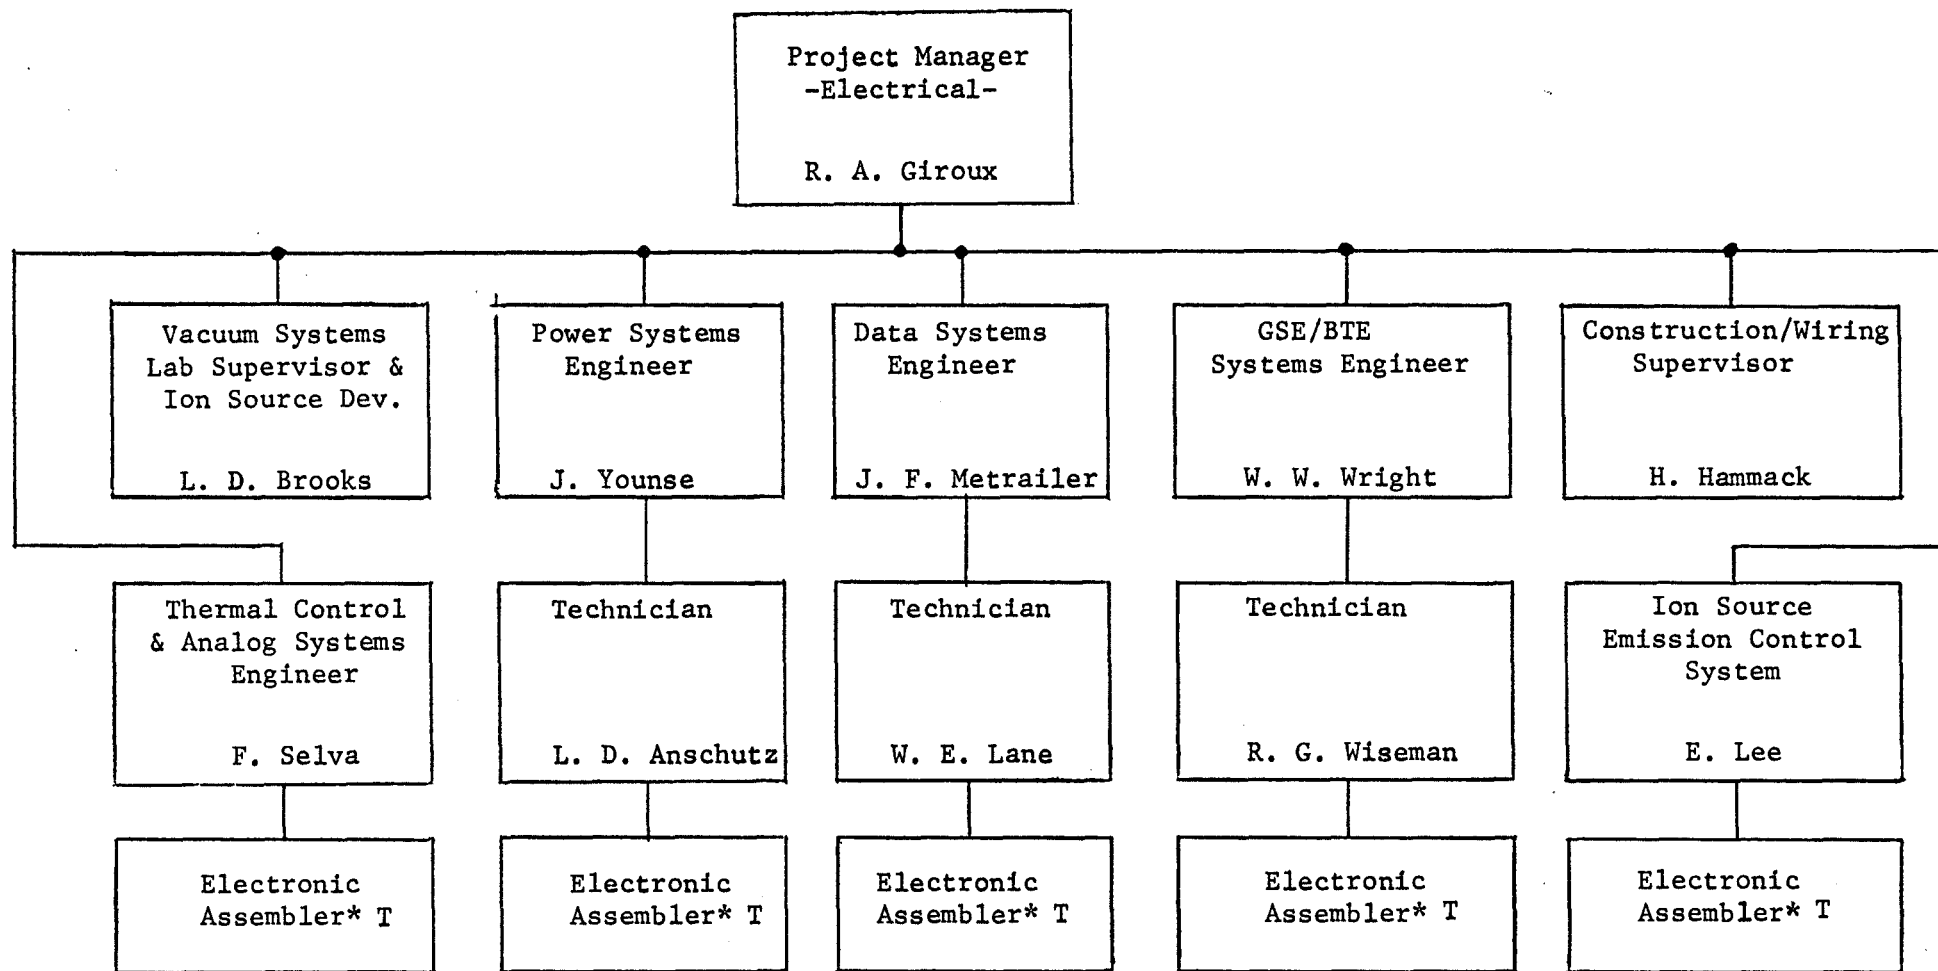 Project Manager
-Electrical-
R. A. Giroux
Vacuum Systems
Lab Supervisor &
Ion Source Dev.
L. D. Brooks
Power Systems
Engineer
J. Younse
Data Systems
Engineer
J. F. Metrailer
GSE/BTE
Systems Engineer
W. W. Wright
Construction/Wiring
Supervisor
H. Hammack
Thermal Control
& Analog Systems
Engineer
F. Selva
Technician
L. D. Anschutz
Technician
W. E. Lane
Technician
R. G. Wiseman
Ion Source
Emission Control
System
E. Lee
Electronic
Assembler* T
Electronic
Assembler* T
Electronic
Assembler* T
Electronic
Assembler* T
Electronic
Assembler* T